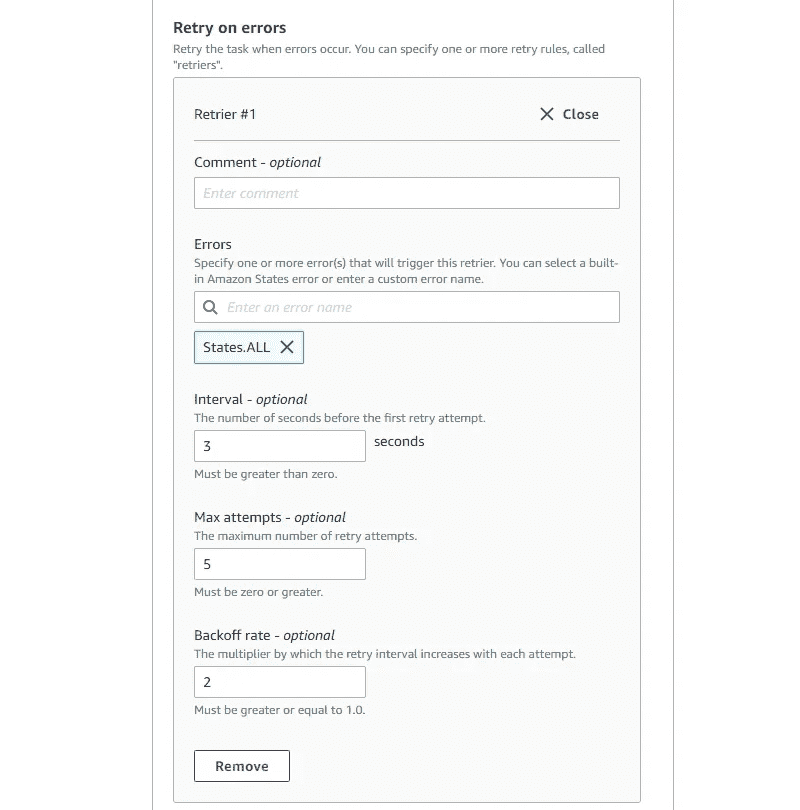 Retry on errors
Retry the task when errors occur. You can specify one or more retry rules, called
"retriers".
Retrier #1
Close
Comment - optional
Enter comment
Errors
Specify one or more error(s) that will trigger this retrier. You can select a built-
in Amazon States error or enter a custom error name.
Enter an error name
States.ALL
Interval - optional
The number of seconds before the first retry attempt.
3
seconds
Must be greater than zero.
Max attempts - optional
The maximum number of retry attempts.
5
Must be zero or greater.
Backoff rate - optional
The multiplier by which the retry interval increases with each attempt.
2
Must be greater or equal to 1.0.
Remove